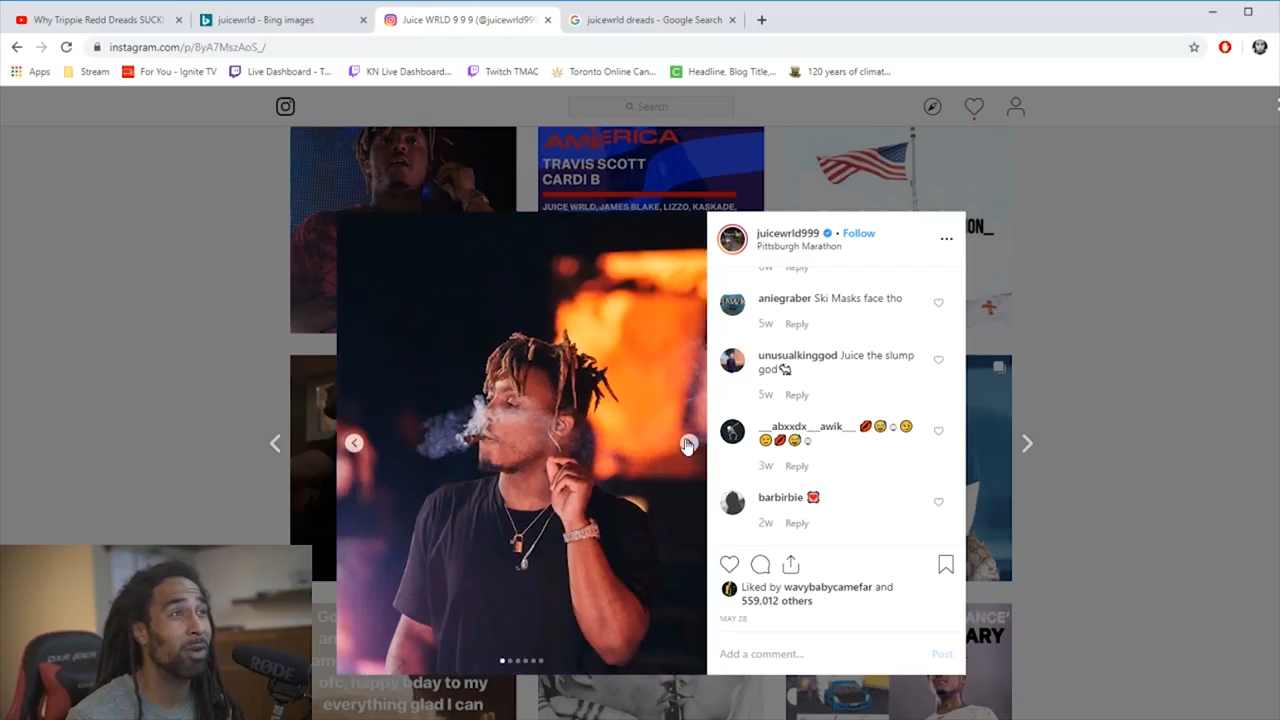 Why Trippie Redd Dreads SUCK!
juicewrld - Bing images
Juice WRLD 9 9 9 (@juicewrld999
juicewrld dreads - Google Search
instagram.com/p/ByA7MszAoS_/
Apps
Stream
For You - Ignite TV
Live Dashboard - T...
KN Live Dashboard...
Twitch TMAC
Toronto Online Can...
Headline, Blog Title,...
120 years of climat...
Search
AMERICA
TRAVIS SCOTT
CARDI B
JUICE WRLD, JAMES BLAKE, LIZZO, KASKADE,
ON_
juicewrld999 • Follow
Pittsburgh Marathon
Reply
aniegraber Ski Masks face tho
5w Reply
unusualkinggod Juice the slump
god
5w Reply
__abxxdx___awik__
3w Reply
barbirbie
2w Reply
Liked by wavybabycamefar and
559,012 others
MAY 28
Add a comment...
Post
ANCE'
ARY
ofc, happy bday to my
everything glad I can
RØDE